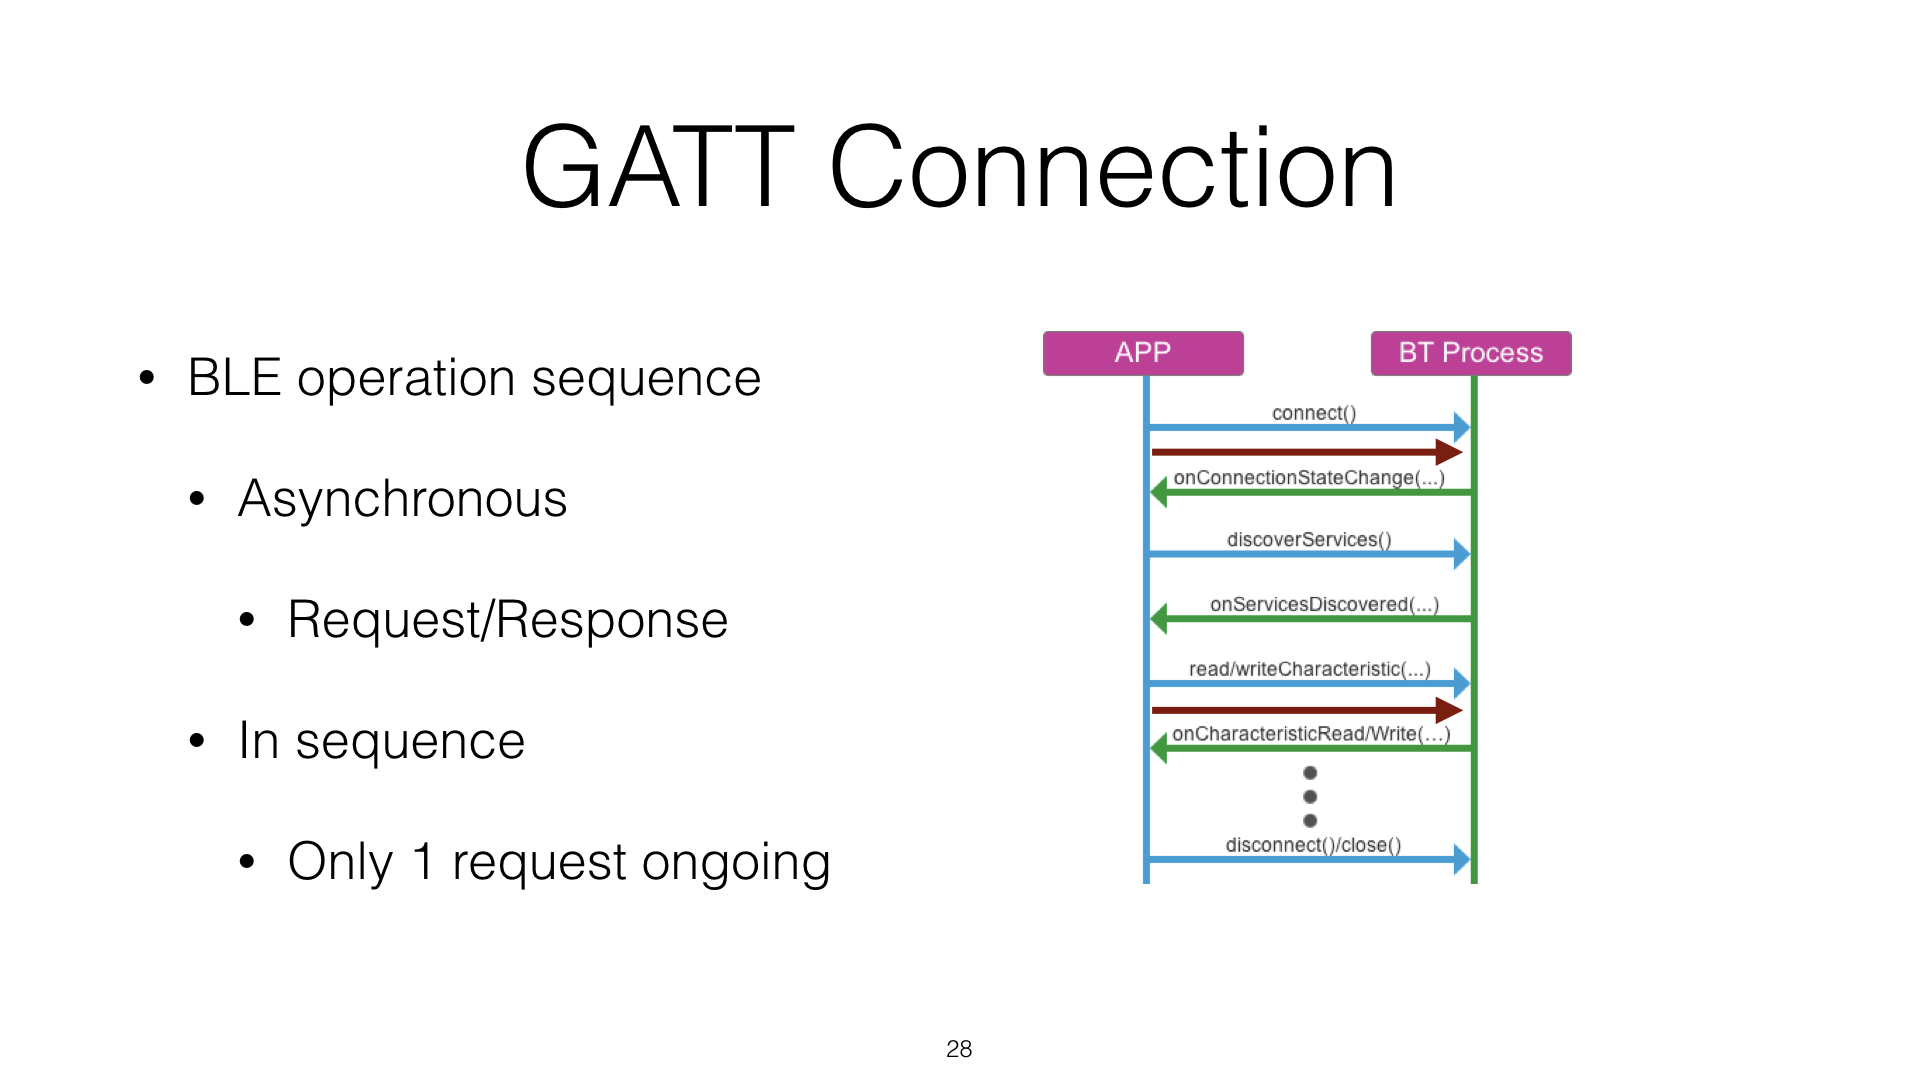 GATT Connection
• BLE operation sequence
• Asynchronous
• Request/Response
• In sequence
• Only 1 request ongoing
APP
BT Process
connect()
onConnectionStateChange(...)
discoverServices()
onServicesDiscovered(...)
read/writeCharacteristic(...)
onCharacteristicRead/Write(...)
disconnect()/close()
28